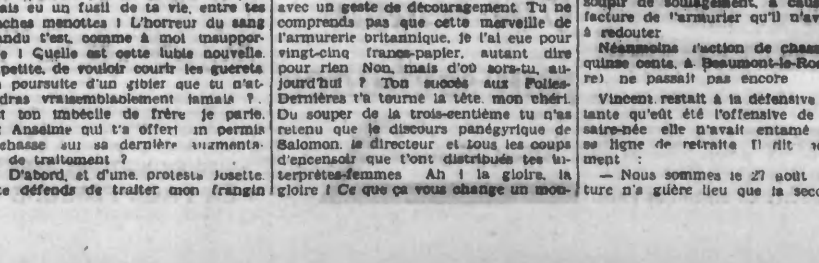 ais eu un fusil de ta vie, entre tes
ches menottes ! L'horreur du sang
ndu t'est, comme à moi insuppor-
e ! Quelle est cette lubie nouvelle,
petite, de vouloir courir les guérets
poursuite d'un gibier que tu n'at-
dras vraisemblablement jamais ?
t ton imbécile de frère je parie,
Anselme qui t'a offert un permis
chasse sur sa dernière augmenta-
de traitement ?
D'abord, et d'une, protesta Josette,
te défends de traiter mon frangin
avec un geste de découragement Tu ne
comprends pas que cette merveille de
l'armurerie britannique, je l'ai eue pour
vingt-cinq francs-papier, autant dire
pour rien Non, mais d'où sors-tu, au-
jourd'hui ? Ton succès aux Folies-
Dernières t'a tourné la tête, mon chéri.
Du souper de la trois-centième tu n'as
retenu que le discours panégyrique de
Salomon, le directeur et tous les coups
d'encensoir que t'ont distribués tes in-
terprètes-femmes Ah ! la gloire, la
gloire ! Ce que ça vous change un mon-
soupir de soulagement, à caus
facture de l'armurier qu'il n'av
à redouter
Néanmoins l'action de chass
quinze cents, à Beaumont-le-Ro
re) ne passait pas encore
Vincent restait à la défensive
tante qu'eût été l'offensive de
saire-née elle n'avait entamé
sa ligne de retraite Il dit
ment :
— Nous sommes le 27 août
ture n'a guère lieu que la sec